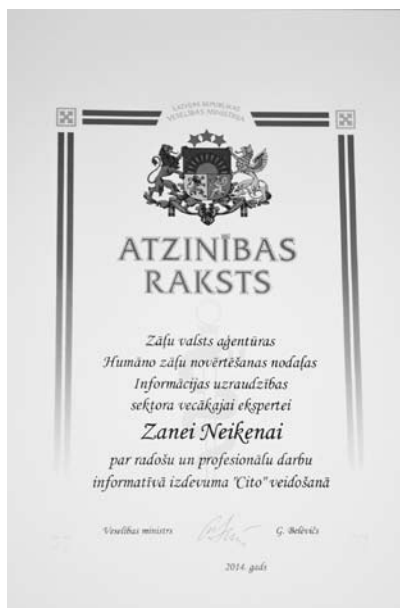 LATVIJAS REPUBLIKAS
VESELĪBAS MINISTRIJA
ATZINĪBAS
RAKSTS
Zāļu valsts aģentūras
Humāno zāļu novērtēšanas nodaļas
Informācijas uzraudzības
sektora vecākajai ekspertei
Zanei Neikenai
par radošu un profesionālu darbu
informatīvā izdevuma "Cito" veidošanā
Veselības ministrs
G. Belēvičs
2014. gads